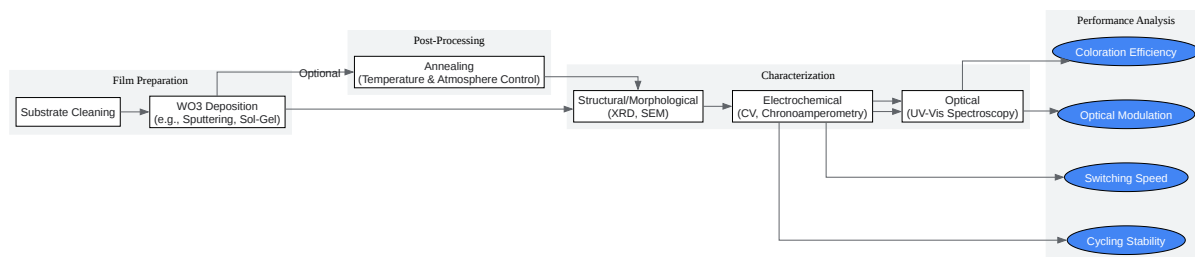 Film Preparation
Substrate Cleaning
WO3 Deposition
(e.g., Sputtering, Sol-Gel)
Optional
Post-Processing
Annealing
(Temperature & Atmosphere Control)
Characterization
Structural/Morphological
(XRD, SEM)
Electrochemical
(CV, Chronoamperometry)
Optical
(UV-Vis Spectroscopy)
Performance Analysis
Coloration Efficiency
Optical Modulation
Switching Speed
Cycling Stability